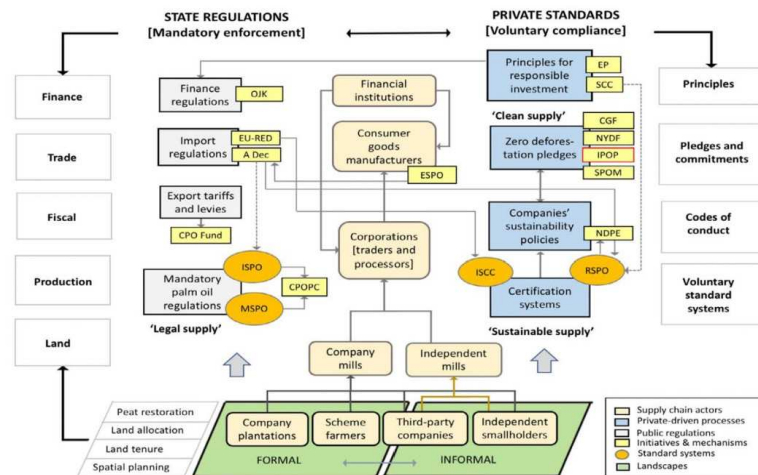 STATE REGULATIONS
[Mandatory enforcement]
PRIVATE STANDARDS
[Voluntary compliance]
Finance
Trade
Fiscal
Production
Land
Finance
regulations
OJK
Import
regulations
EU-RED
A Dec
Export tariffs
and levies
CPO Fund
ISPO
Mandatory
palm oil
regulations
MSPO
CPOPC
'Legal supply'
Financial
institutions
Consumer
goods
manufacturers
ESPO
Corporations
[traders and
processors]
Company
mills
Independent
mills
Principles for
responsible
investment
EP
SCC
'Clean supply'
Zero defores-
tation pledges
CGF
NYDF
IPOP
SPOM
Companies'
sustainability
policies
NDPE
ISCC
RSPO
Certification
systems
'Sustainable supply'
Principles
Pledges and
commitments
Codes of
conduct
Voluntary
standard
systems
Peat restoration
Land allocation
Land tenure
Spatial planning
Company
plantations
Scheme
farmers
Third-party
companies
Independent
smallholders
FORMAL
INFORMAL
Supply chain actors
Private-driven processes
Public regulations
Initiatives & mechanisms
Standard systems
Landscapes